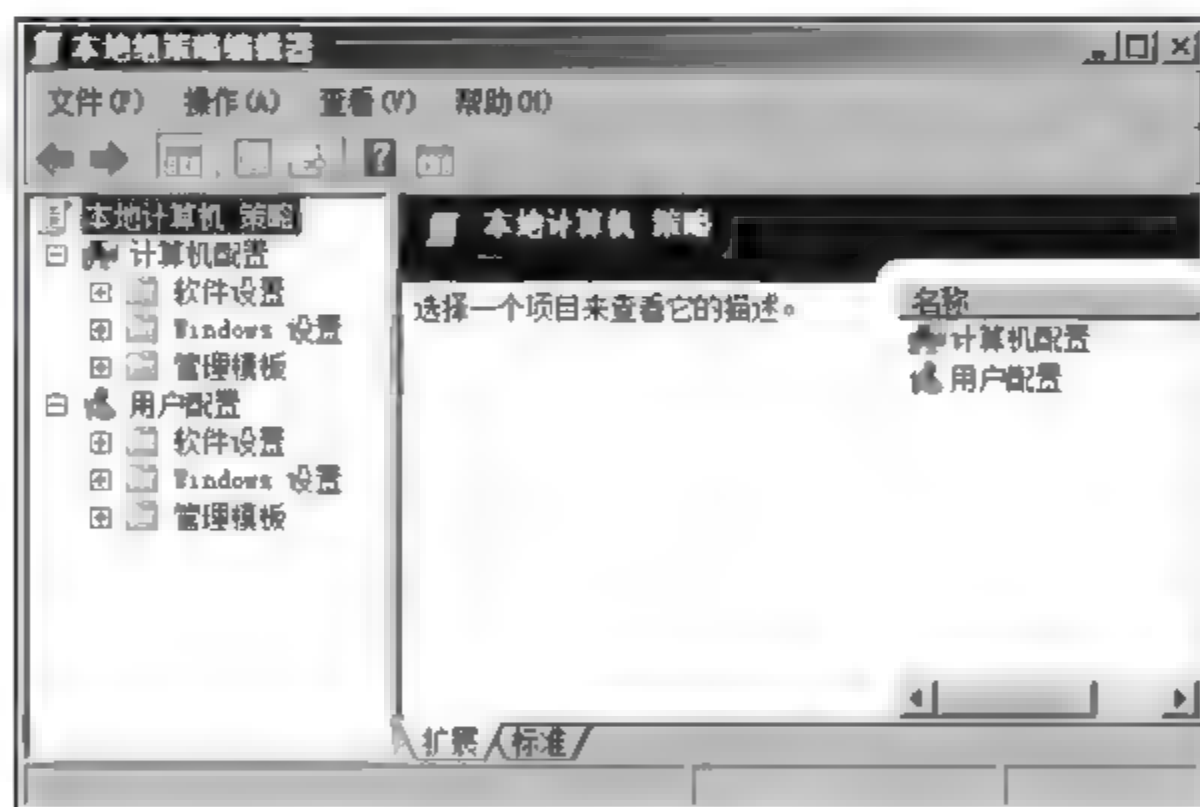 本地组策略编辑器
文件(F) 操作(A) 查看(V) 帮助(H)
本地计算机 策略
计算机配置
软件设置
Windows 设置
管理模板
用户配置
软件设置
Windows 设置
管理模板
本地计算机 策略
选择一个项目来查看它的描述。
名称
计算机配置
用户配置
扩展 标准